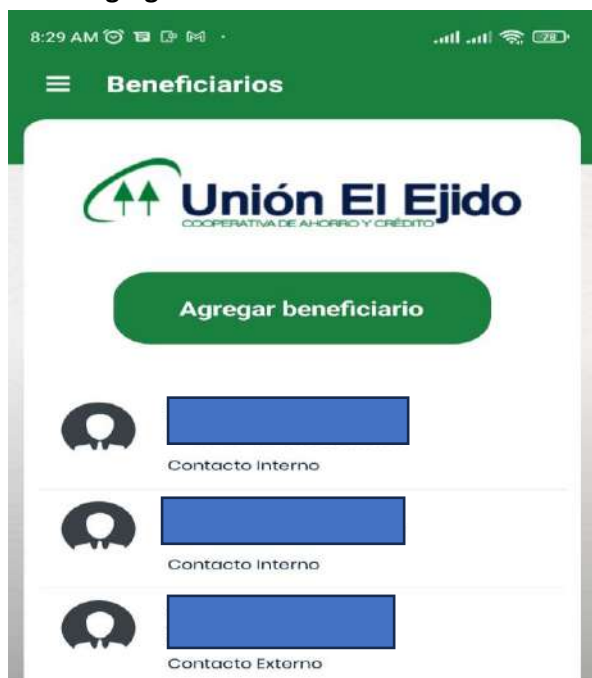 8:29 AM
78
Beneficiarios
Unión El Ejido
COOPERATIVA DE AHORRO Y CRÉDITO
Agregar beneficiario
Contacto Interno
Contacto Interno
Contacto Externo